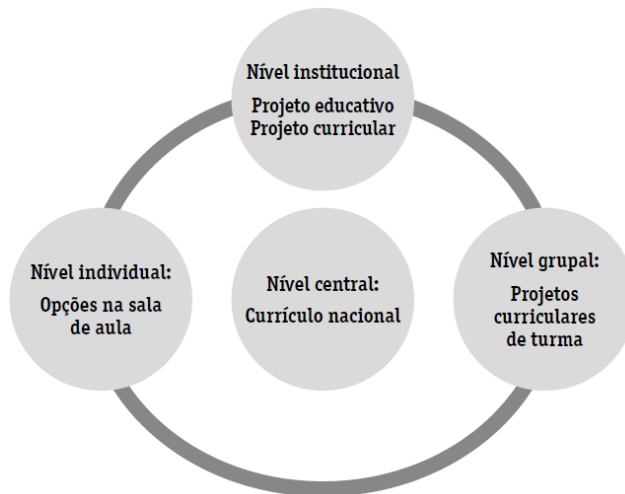 Nível institucional
Projeto educativo
Projeto curricular
Nível individual:
Opções na sala
de aula
Nível central:
Currículo nacional
Nível grupal:
Projetos
curriculares
de turma